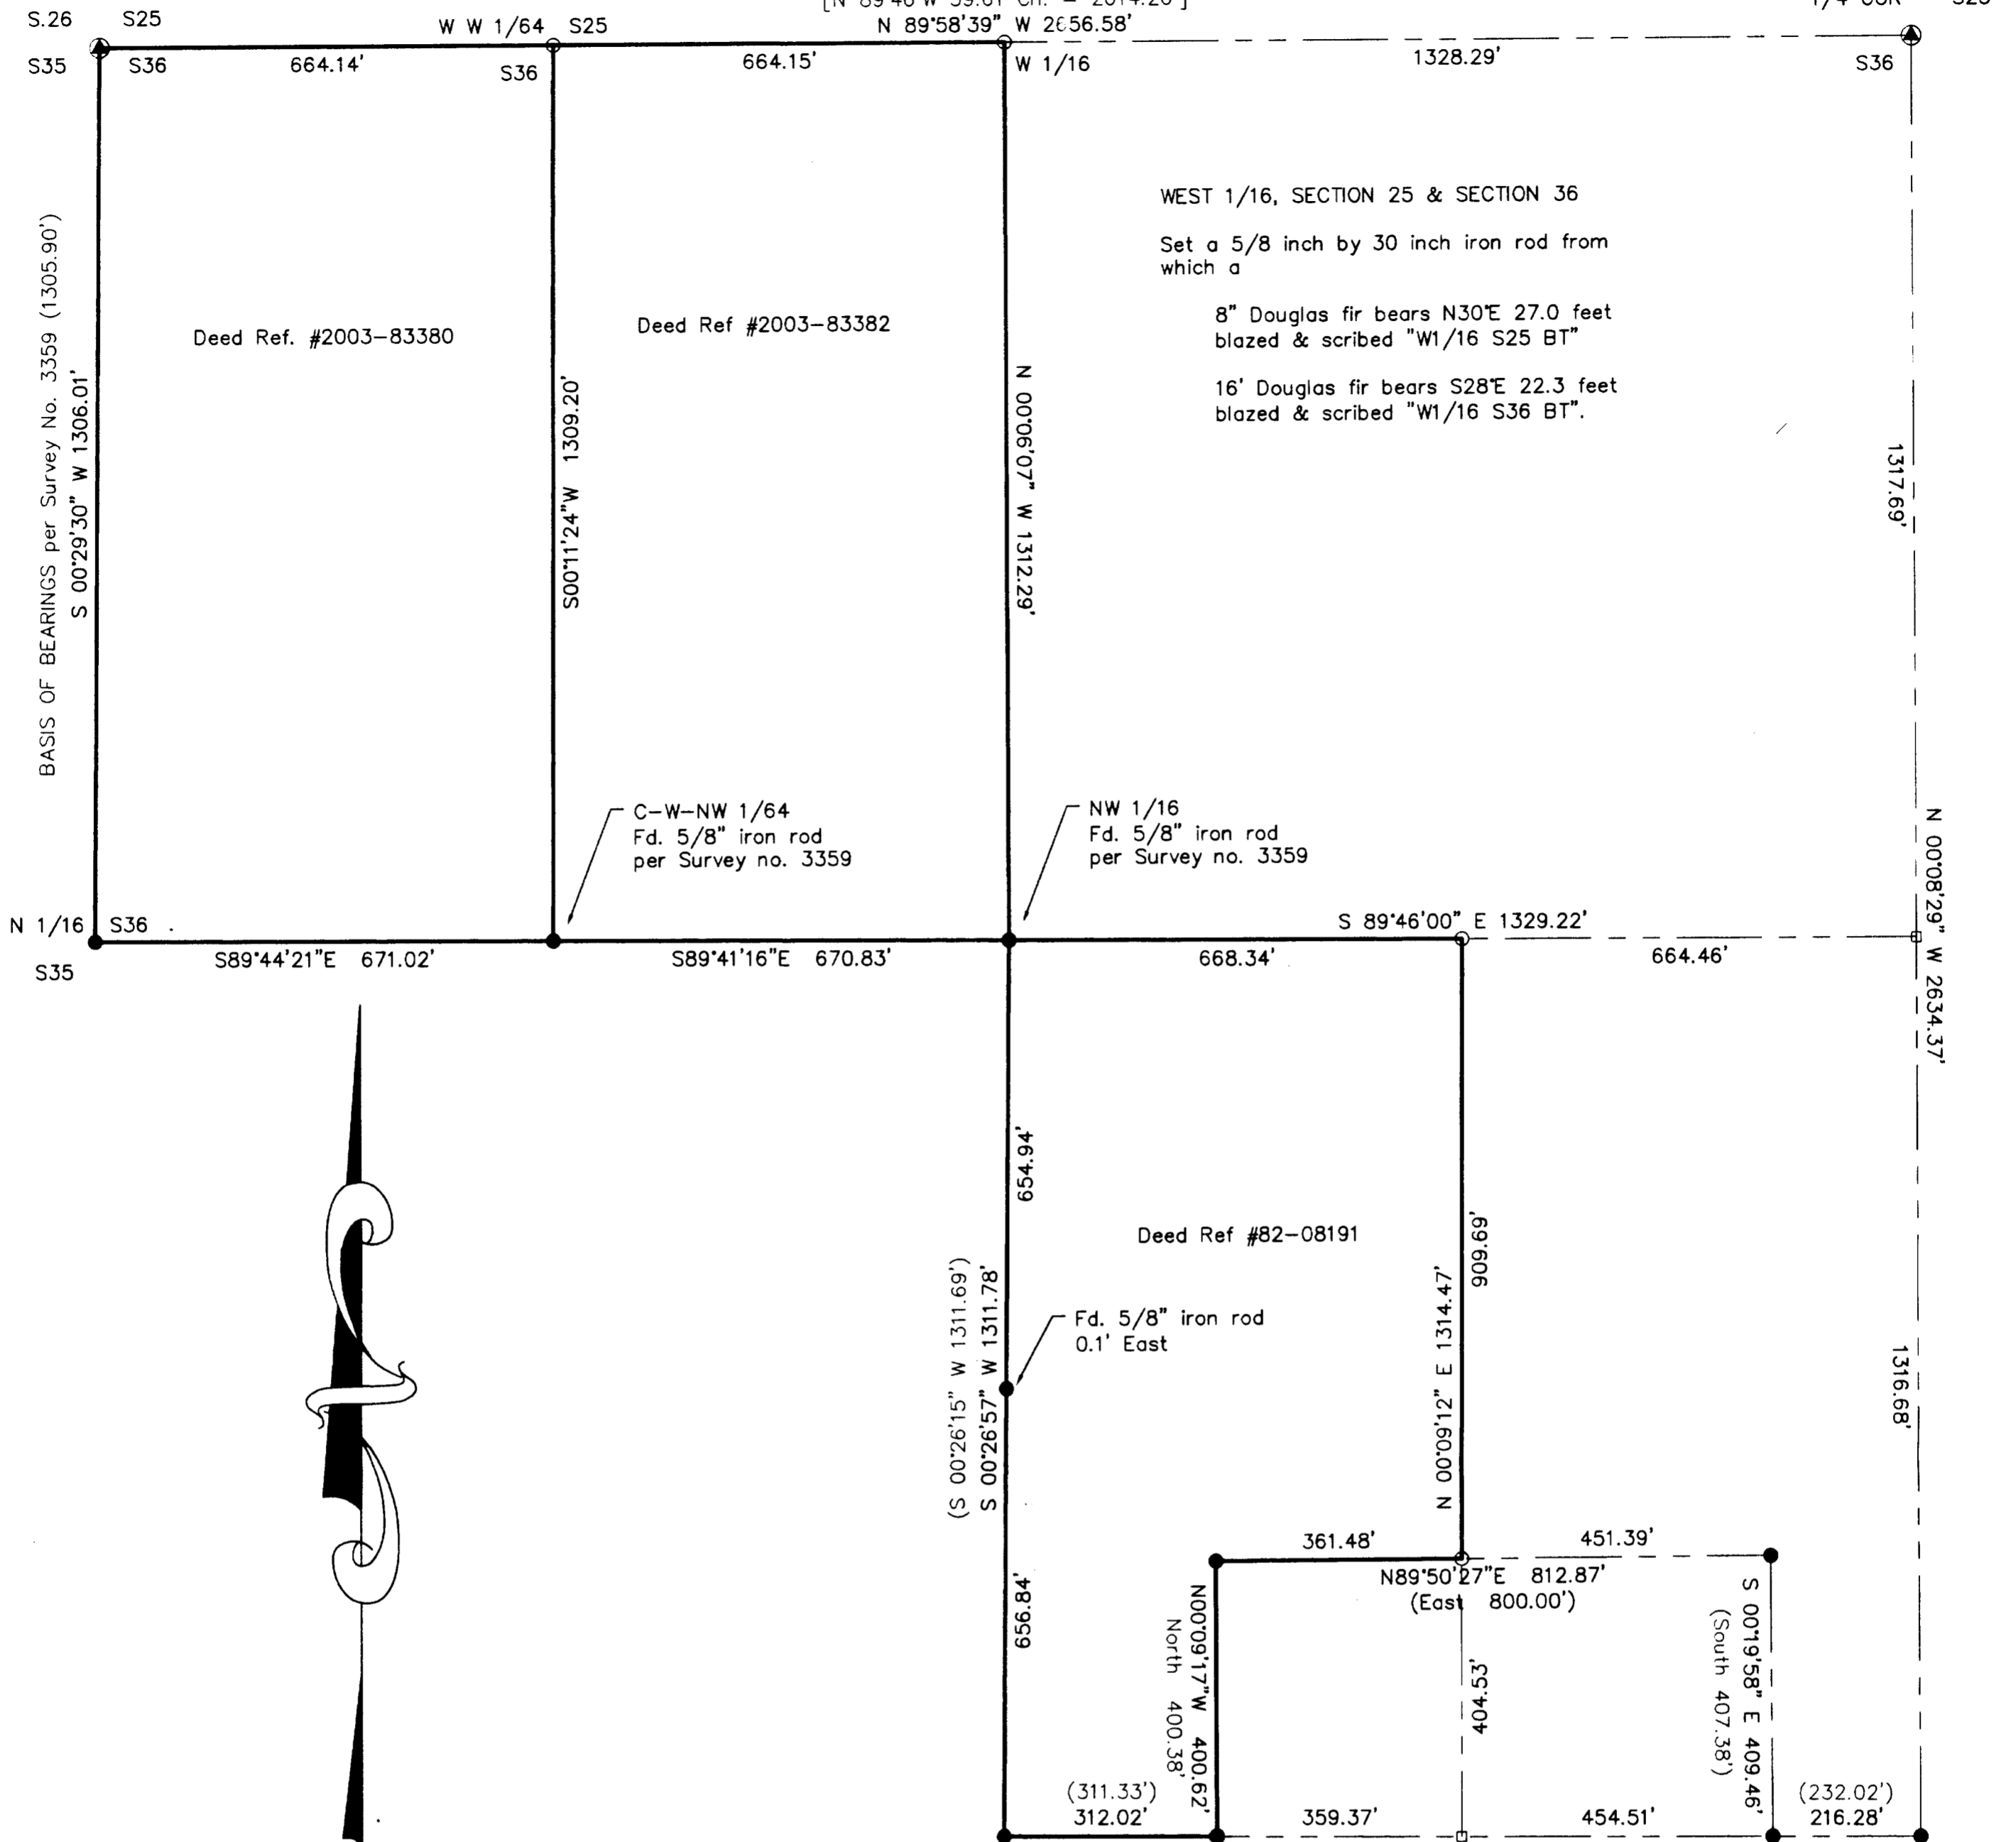 N 89°58'39" W 2656.58'
S.26
S25
W W 1/64
S25
S35
S36
664.14'
S36
664.15'
W 1/16
1328.29'
S36
WEST 1/16, SECTION 25 & SECTION 36
Set a 5/8 inch by 30 inch iron rod from
which a
8" Douglas fir bears N30°E 27.0 feet
blazed & scribed "W1/16 S25 BT"
16' Douglas fir bears S28°E 22.3 feet
blazed & scribed "W1/16 S36 BT".
BASIS OF BEARINGS per Survey No. 3359 (1305.90')
S 00°29'30" W 1306.01'
Deed Ref. #2003-83380
S00°11'24"W 1309.20'
Deed Ref #2003-83382
N 00°06'07" W 1312.29'
1317.69'
C-W-NW 1/64
Fd. 5/8" iron rod
per Survey no. 3359
NW 1/16
Fd. 5/8" iron rod
per Survey no. 3359
N 00°08'29" W 2634.37'
N 1/16
S36
S35
S89°44'21"E 671.02'
S89°41'16"E 670.83'
S 89°46'00" E 1329.22'
668.34'
664.46'
654.94'
Deed Ref #82-08191
609.69'
(S 00°26'15" W 1311.69')
S 00°26'57" W 1311.78'
Fd. 5/8" iron rod
0.1' East
N 00°09'12" E 1314.47'
1316.68'
361.48'
451.39'
N89°50'27"E 812.87'
(East 800.00')
656.84'
N00°09'17"W 400.62'
North 400.38'
404.53'
S 00°19'58" E 409.46'
(South 407.38')
(311.33')
312.02'
359.37'
454.51'
(232.02')
216.28'